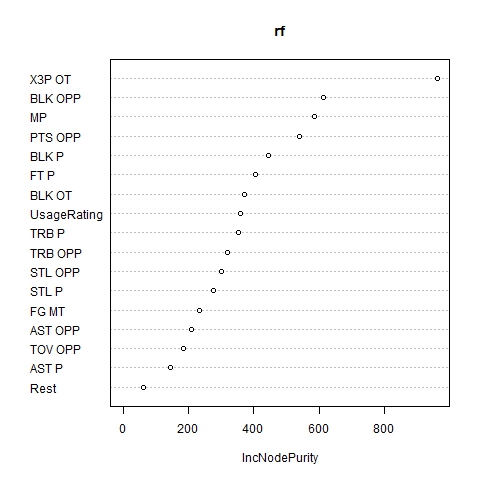 rf
X3P OT
BLK OPP
MP
PTS OPP
BLK P
FT P
BLK OT
UsageRating
TRB P
TRB OPP
STL OPP
STL P
FG MT
AST OPP
TOV OPP
AST P
Rest
0 200 400 600 800
IncNodePurity